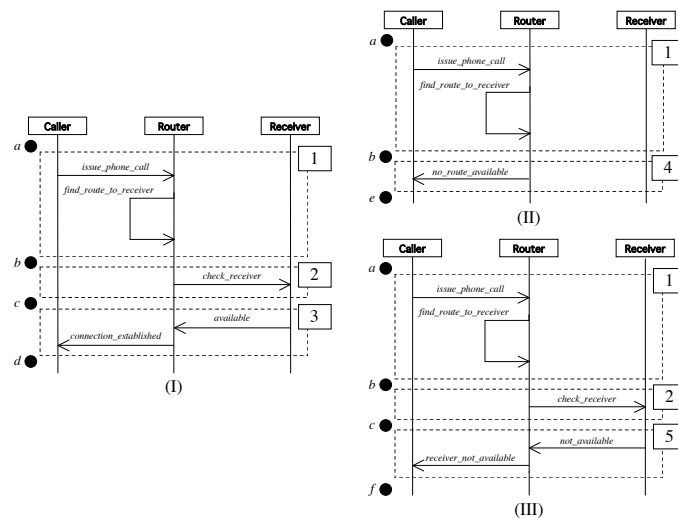 Caller Router Receiver
a
1
issue_phone_call
find_route_to_receiver
b
2
check_receiver
c
3
available
connection_established
d
(I)
Caller Router Receiver
a
1
issue_phone_call
find_route_to_receiver
b
4
no_route_available
e
(II)
Caller Router Receiver
a
1
issue_phone_call
find_route_to_receiver
b
2
check_receiver
c
5
not_available
receiver_not_available
f
(III)